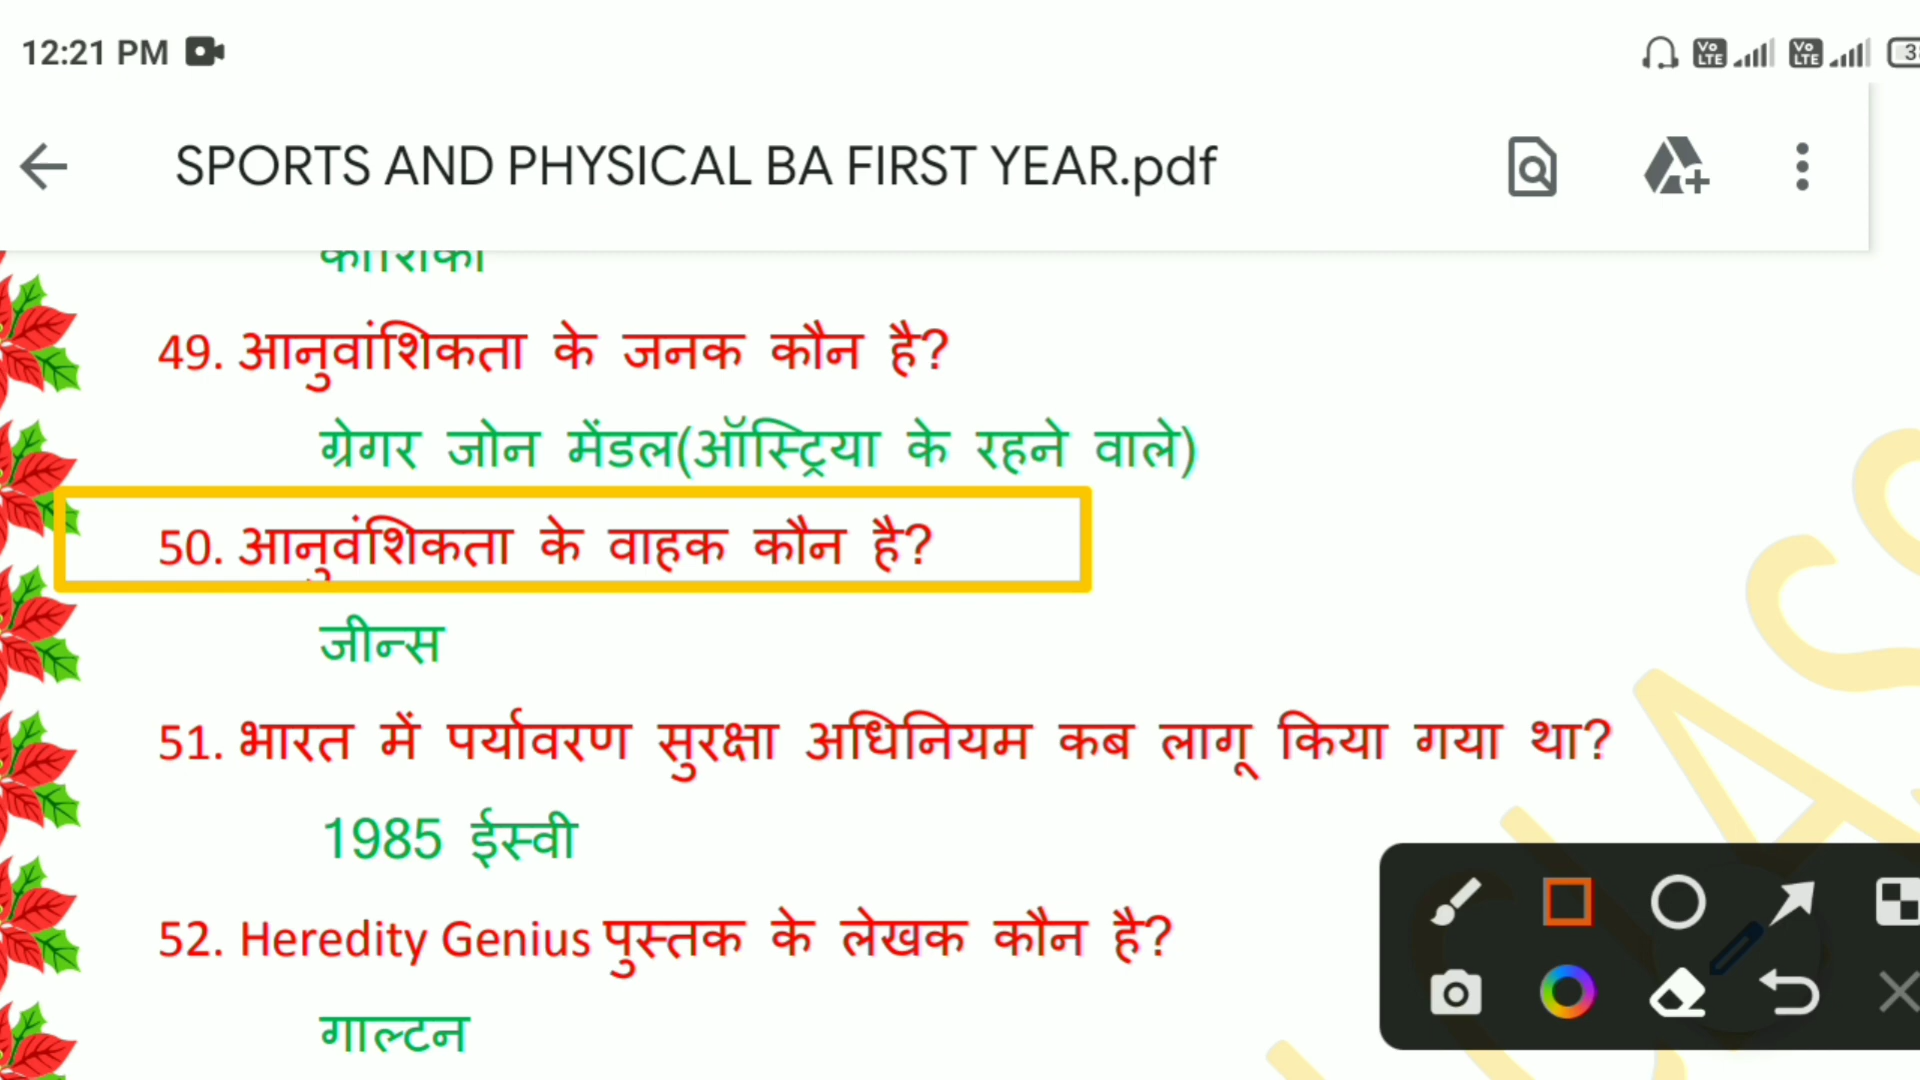 12:21 PM
SPORTS AND PHYSICAL BA FIRST YEAR.pdf
कोशिका
49. आनुवांशिकता के जनक कौन है?
ग्रेगर जोन मेंडल(ऑस्ट्रिया के रहने वाले)
50. आनुवंशिकता के वाहक कौन है?
जीन्स
51. भारत में पर्यावरण सुरक्षा अधिनियम कब लागू किया गया था?
1985 ईस्वी
52. Heredity Genius पुस्तक के लेखक कौन है?
गाल्टन